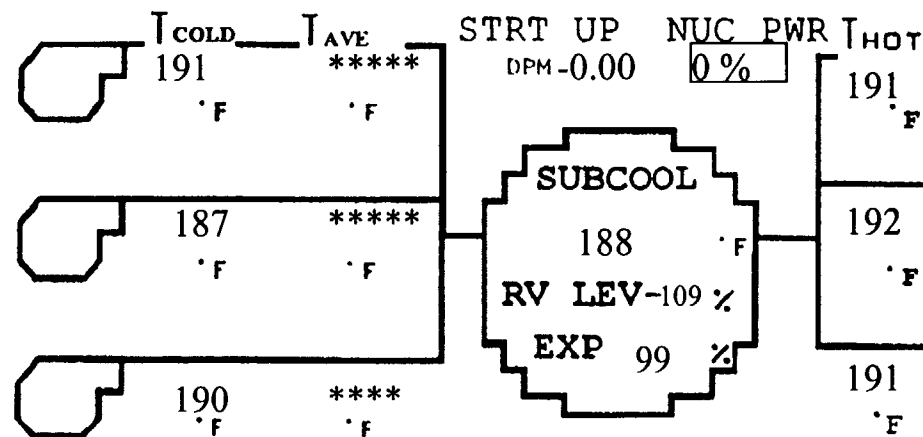 TCOLD TAVE STRT UP NUC PWR THOT
191 ***** DPM -0.00 0% 191
°F °F °F
SUBCOOL
187 ***** 188 °F 192
°F °F °F
RV LEV-109 %
EXP 99 %
190 **** 191
°F °F °F